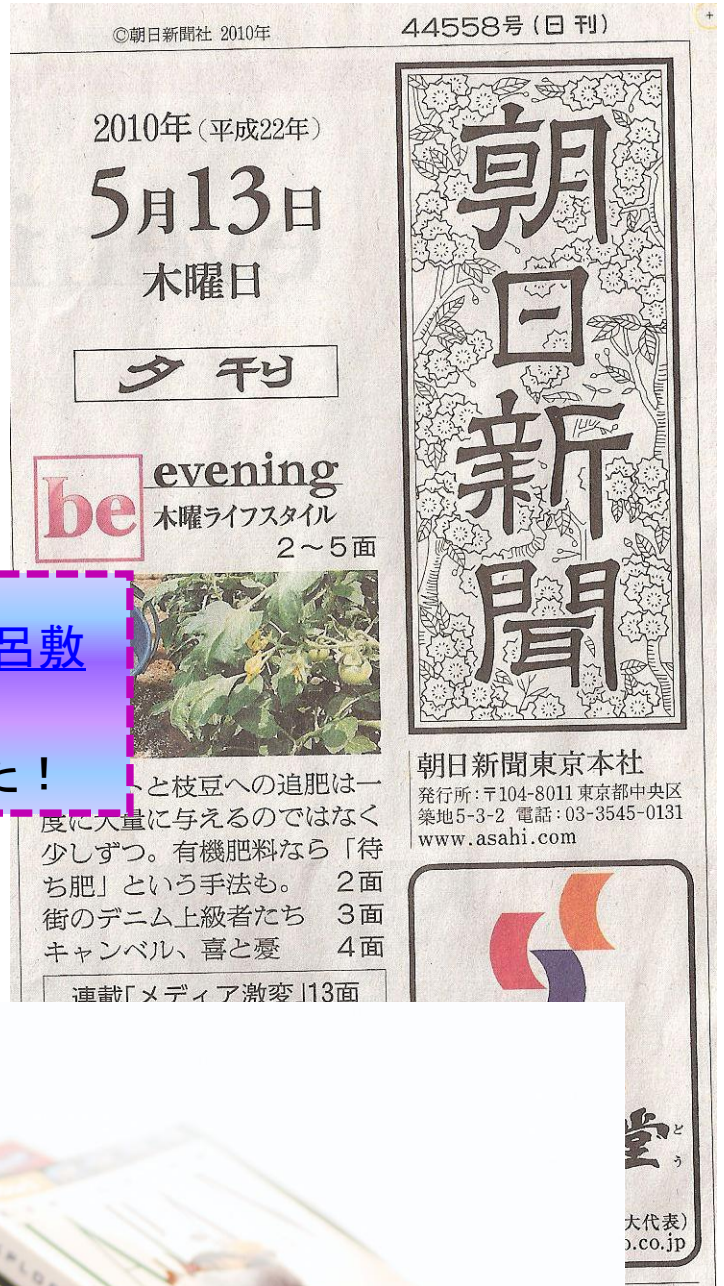 ©朝日新聞社 2010年
44558号(日刊)
朝日新聞
2010年(平成22年)
5月13日
木曜日
夕刊
be evening
木曜ライフスタイル
2〜5面
呂敷
た!
と枝豆への追肥は一
度に大量に与えるのではなく
少しずつ。有機肥料なら「待
ち肥」という手法も。 2面
街のデニム上級者たち 3面
キャンベル、喜と憂 4面
連載「メディア激変」13面
朝日新聞東京本社
発行所:〒104-8011 東京都中央区
築地5-3-2 電話:03-3545-0131
www.asahi.com
堂
どう
大代表)
o.co.jp